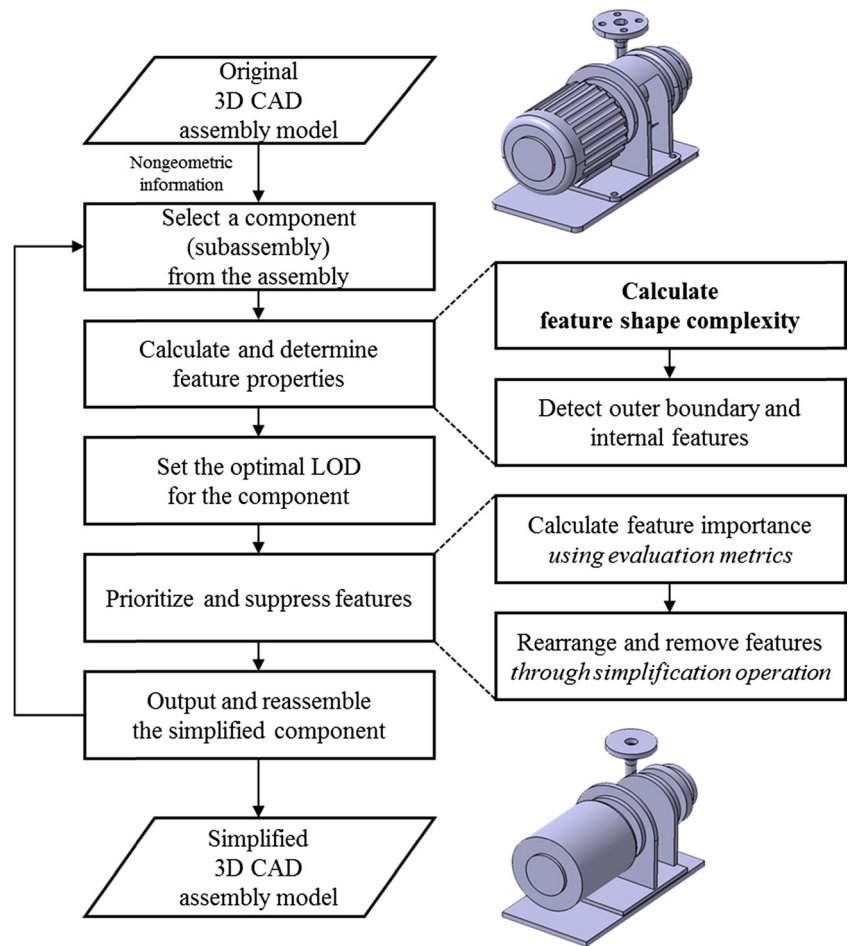 Original
3D CAD
assembly model
Nongeometric
information
Select a component
(subassembly)
from the assembly
Calculate and determine
feature properties
Set the optimal LOD
for the component
Prioritize and suppress features
Output and reassemble
the simplified component
Simplified
3D CAD
assembly model
Calculate
feature shape complexity
Detect outer boundary and
internal features
Calculate feature importance
using evaluation metrics
Rearrange and remove features
through simplification operation